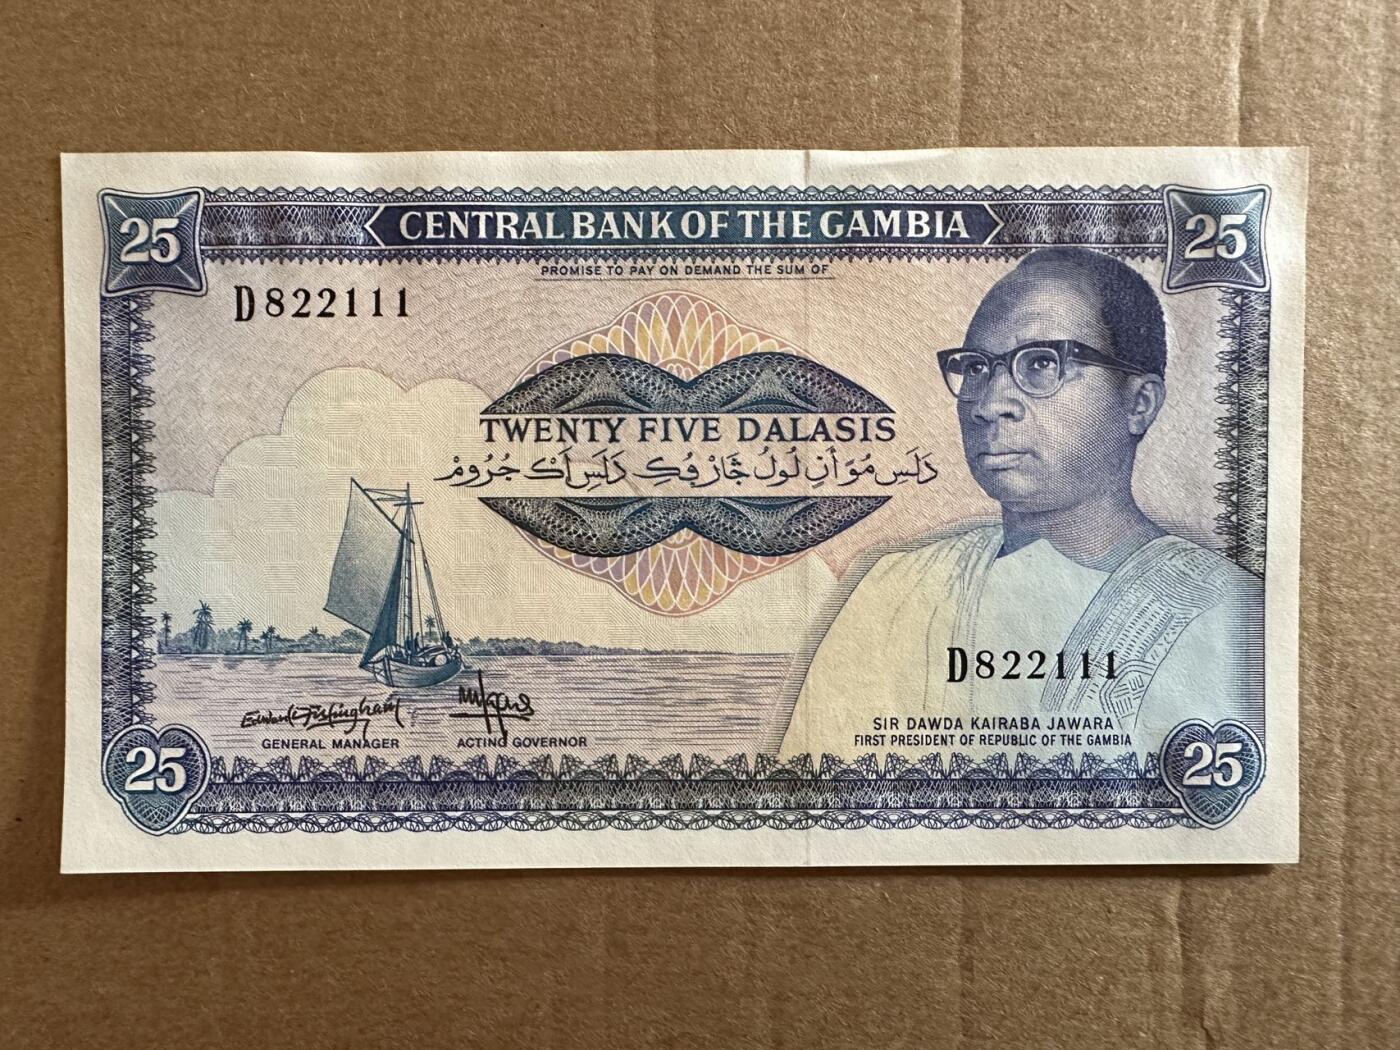 25
CENTRAL BANK OF THE GAMBIA
25
PROMISE TO PAY ON DEMAND THE SUM OF
D822111
TWENTY FIVE DALASIS
D822111
GENERAL MANAGER
ACTING GOVERNOR
SIR DAWDA KAIRABA JAWARA
FIRST PRESIDENT OF REPUBLIC OF THE GAMBIA
25
25